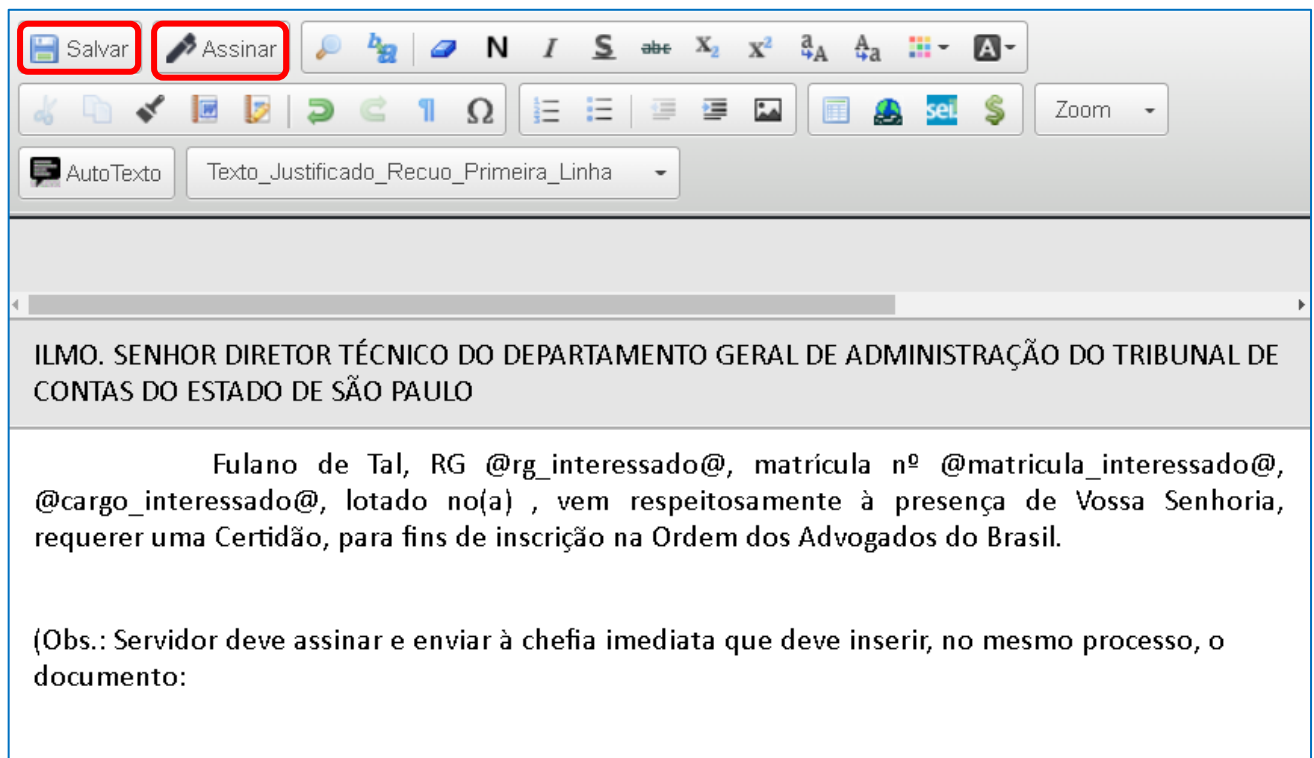 Salvar Assinar N I S abc X₂ X² A
Ω sei $ Zoom
AutoTexto Texto_Justificado_Recuo_Primeira_Linha
ILMO. SENHOR DIRETOR TÉCNICO DO DEPARTAMENTO GERAL DE ADMINISTRAÇÃO DO TRIBUNAL DE
CONTAS DO ESTADO DE SÃO PAULO
Fulano de Tal, RG @rg_interessado@, matrícula nº @matricula_interessado@,
@cargo_interessado@, lotado no(a) , vem respeitosamente à presença de Vossa Senhoria,
requerer uma Certidão, para fins de inscrição na Ordem dos Advogados do Brasil.
(Obs.: Servidor deve assinar e enviar à chefia imediata que deve inserir, no mesmo processo, o
documento: